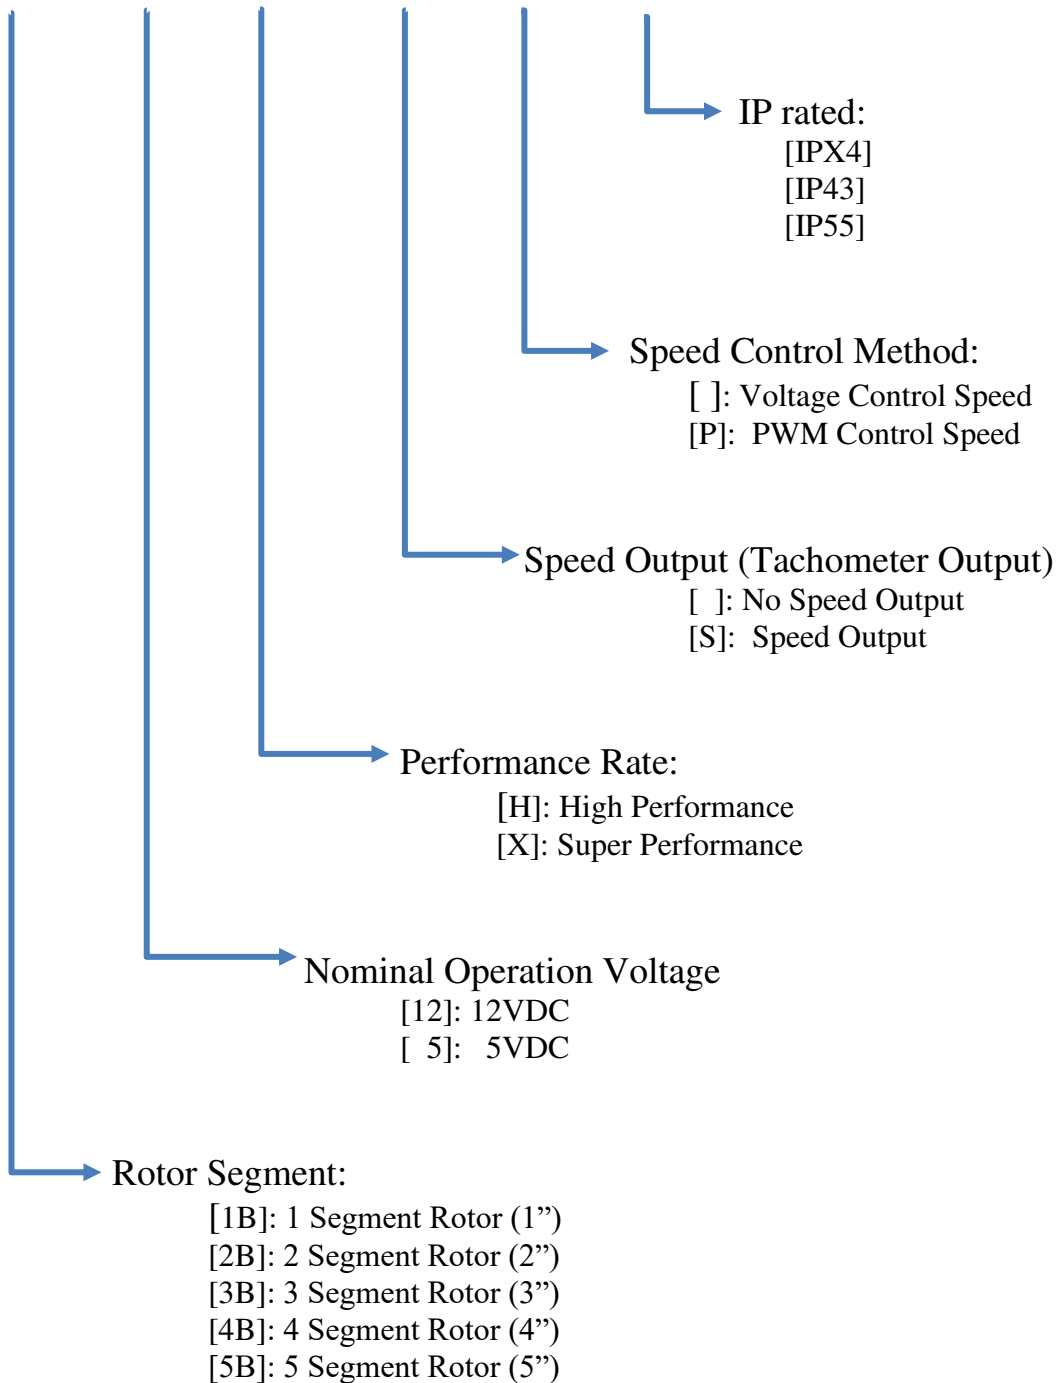 IP rated:
[IPX4]
[IP43]
[IP55]
Speed Control Method:
[ ]: Voltage Control Speed
[P]: PWM Control Speed
Speed Output (Tachometer Output)
[ ]: No Speed Output
[S]: Speed Output
Performance Rate:
[H]: High Performance
[X]: Super Performance
Nominal Operation Voltage
[12]: 12VDC
[ 5]: 5VDC
Rotor Segment:
[1B]: 1 Segment Rotor (1”)
[2B]: 2 Segment Rotor (2”)
[3B]: 3 Segment Rotor (3”)
[4B]: 4 Segment Rotor (4”)
[5B]: 5 Segment Rotor (5”)